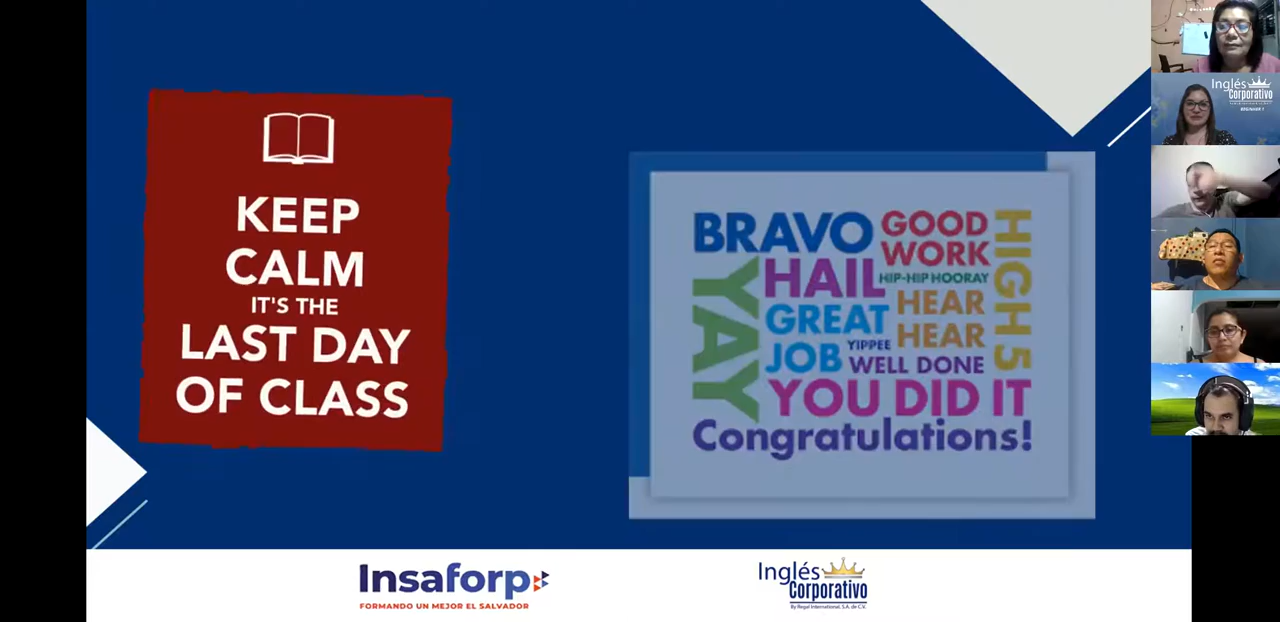 KEEP
CALM
IT'S THE
LAST DAY
OF CLASS
BRAVO
GOOD
WORK
HIGH 5
HAIL
HIP-HIP HOORAY
YAY
GREAT
JOB
HEAR
HEAR
YIPPEE
WELL DONE
YOU DID IT
Congratulations!
Insaforp
FORMANDO UN MEJOR EL SALVADOR
Inglés
Corporativo
By Regal International, S.A. de C.V.
Inglés
Corporativo
BEGINNER 1